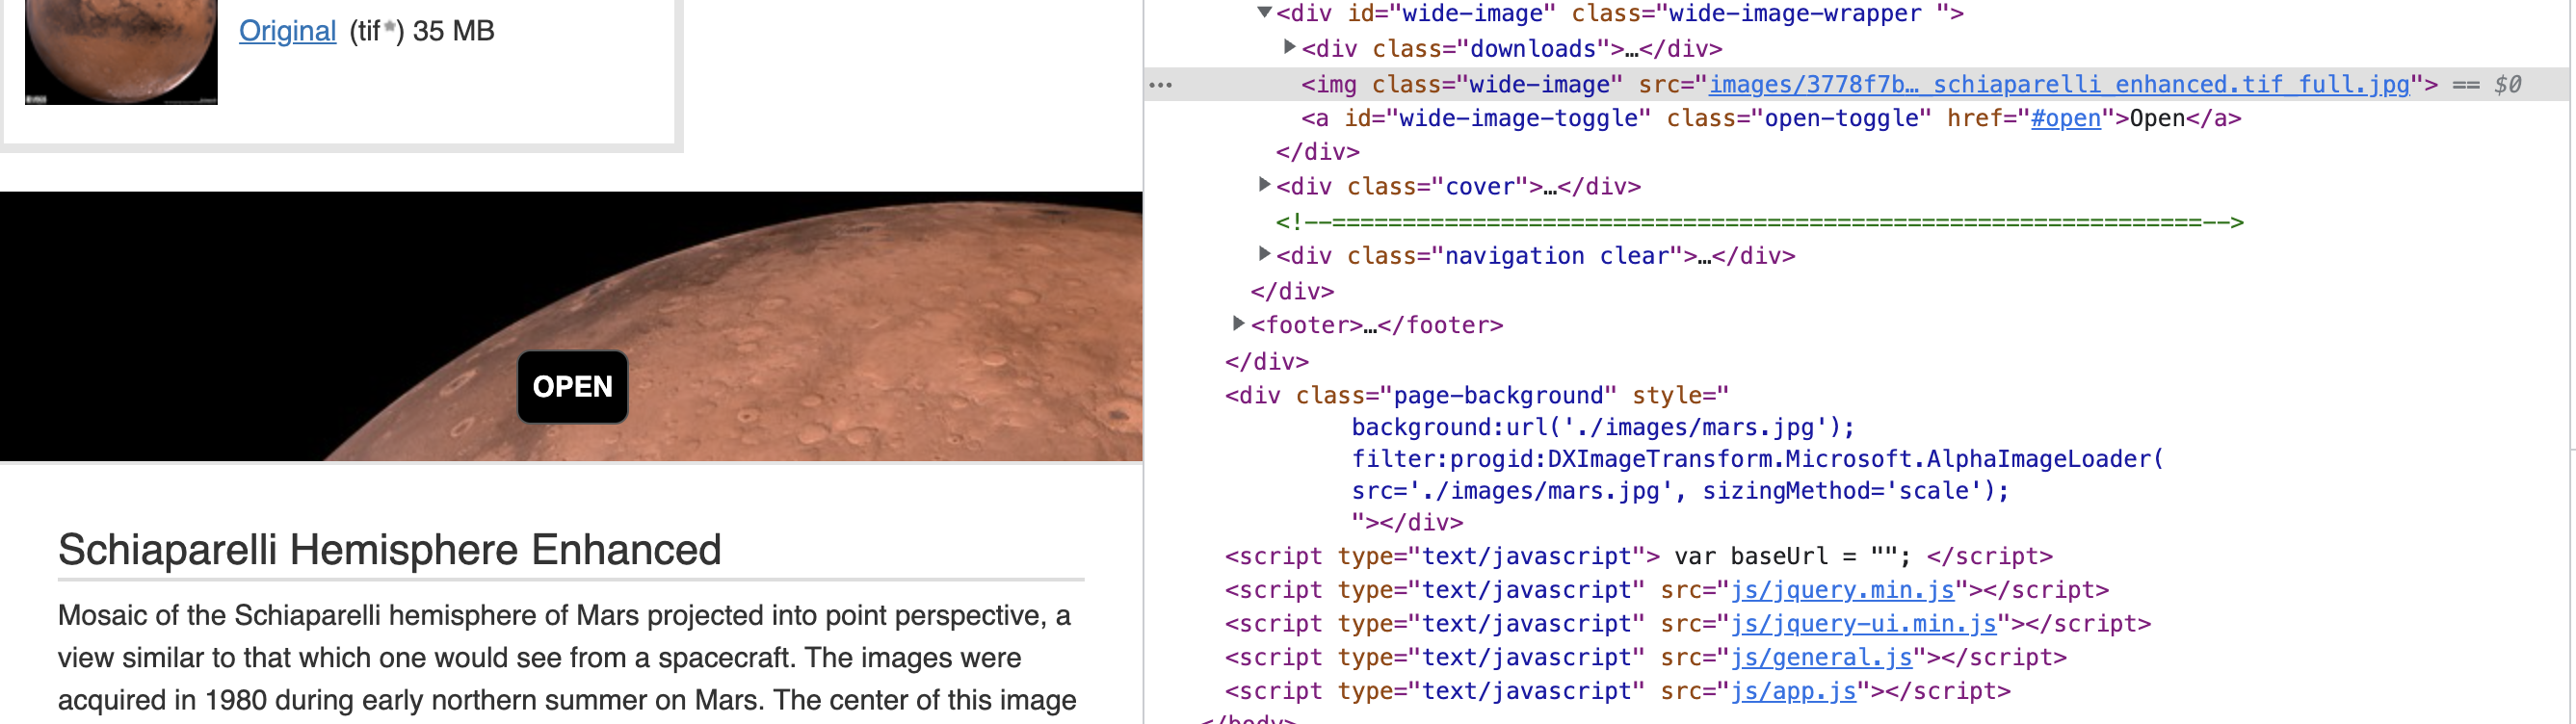 Original (tif*) 35 MB
OPEN
Schiaparelli Hemisphere Enhanced
Mosaic of the Schiaparelli hemisphere of Mars projected into point perspective, a
view similar to that which one would see from a spacecraft. The images were
acquired in 1980 during early northern summer on Mars. The center of this image
▼<div id="wide-image" class="wide-image-wrapper ">
▶<div class="downloads">…</div>
… <img class="wide-image" src="images/3778f7b…_schiaparelli_enhanced.tif_full.jpg"> == $0
<a id="wide-image-toggle" class="open-toggle" href="#open">Open</a>
</div>
▶<div class="cover">…</div>
<!--==============================================================-->
▶<div class="navigation clear">…</div>
</div>
▶<footer>…</footer>
</div>
<div class="page-background" style="
background:url('./images/mars.jpg');
filter:progid:DXImageTransform.Microsoft.AlphaImageLoader(
src='./images/mars.jpg', sizingMethod='scale');
"></div>
<script type="text/javascript"> var baseUrl = ""; </script>
<script type="text/javascript" src="js/jquery.min.js"></script>
<script type="text/javascript" src="js/jquery-ui.min.js"></script>
<script type="text/javascript" src="js/general.js"></script>
<script type="text/javascript" src="js/app.js"></script>
</body>